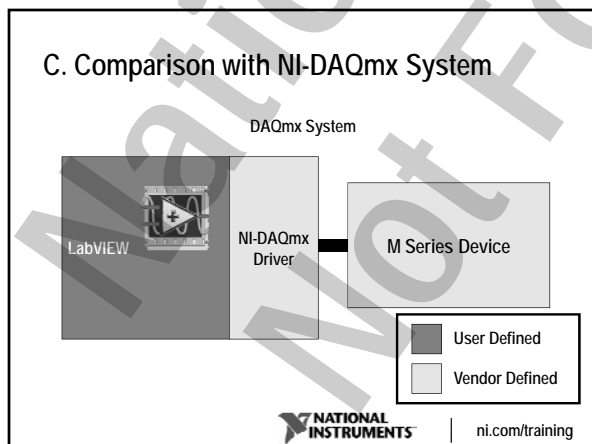 C. Comparison with NI-DAQmx System
DAQmx System
LabVIEW
NI-DAQmx
Driver
M Series Device
User Defined
Vendor Defined
NATIONAL
INSTRUMENTS
ni.com/training